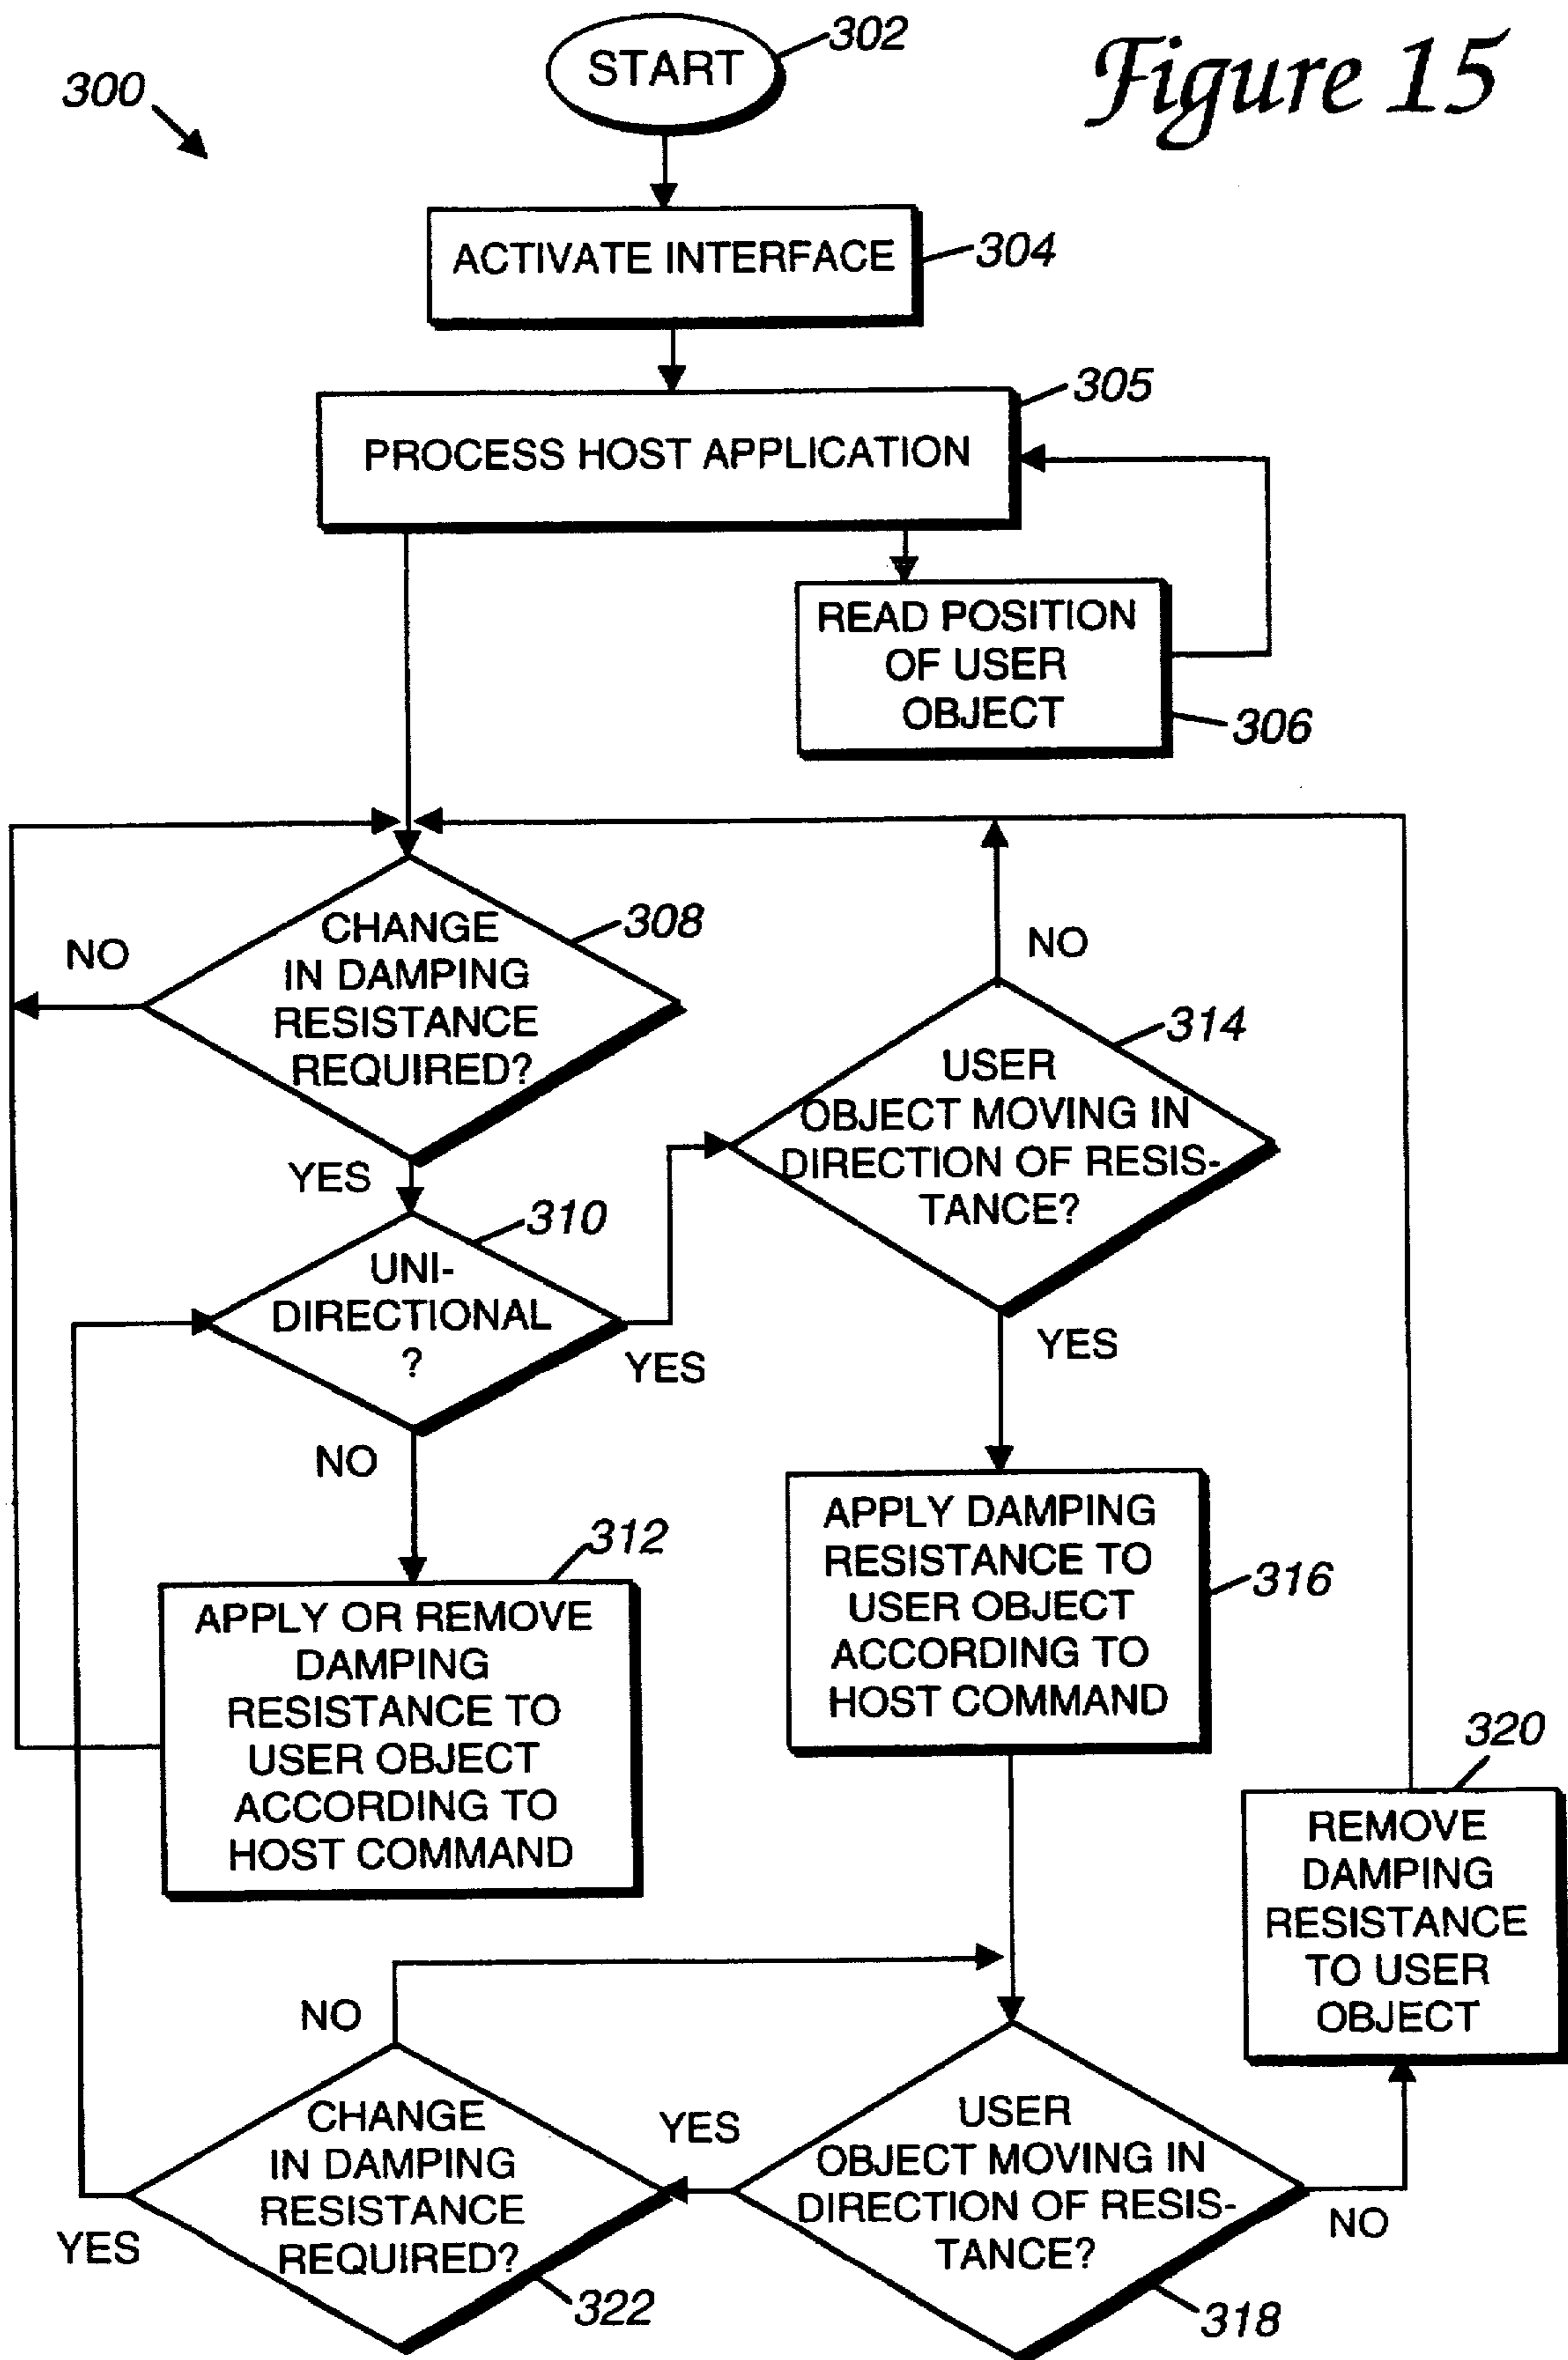 Figure 15
300
START
302
ACTIVATE INTERFACE
304
PROCESS HOST APPLICATION
305
READ POSITION
OF USER
OBJECT
306
CHANGE
IN DAMPING
RESISTANCE
REQUIRED?
308
NO
YES
UNI-
DIRECTIONAL
?
310
YES
NO
USER
OBJECT MOVING IN
DIRECTION OF RESIS-
TANCE?
314
NO
YES
APPLY OR REMOVE
DAMPING
RESISTANCE TO
USER OBJECT
ACCORDING TO
HOST COMMAND
312
APPLY DAMPING
RESISTANCE TO
USER OBJECT
ACCORDING TO
HOST COMMAND
316
REMOVE
DAMPING
RESISTANCE
TO USER
OBJECT
320
USER
OBJECT MOVING IN
DIRECTION OF RESIS-
TANCE?
318
YES
NO
CHANGE
IN DAMPING
RESISTANCE
REQUIRED?
322
NO
YES